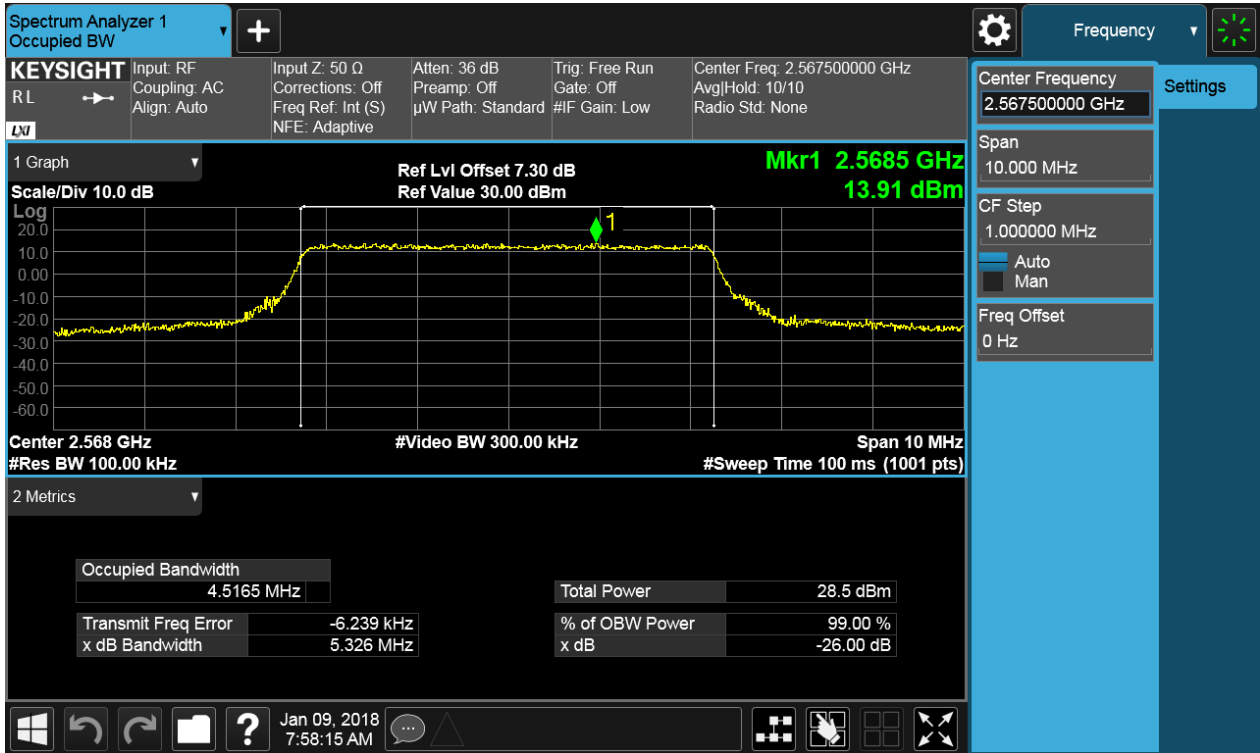 Spectrum Analyzer 1
Occupied BW
Frequency
KEYSIGHT
RL
LXI
Input: RF
Coupling: AC
Align: Auto
Input Z: 50 Ω
Corrections: Off
Freq Ref: Int (S)
NFE: Adaptive
Atten: 36 dB
Preamp: Off
µW Path: Standard
Trig: Free Run
Gate: Off
#IF Gain: Low
Center Freq: 2.567500000 GHz
Avg|Hold: 10/10
Radio Std: None
Center Frequency
2.567500000 GHz
Settings
Span
10.000 MHz
CF Step
1.000000 MHz
Auto
Man
Freq Offset
0 Hz
1 Graph
Scale/Div 10.0 dB
Ref Lvl Offset 7.30 dB
Ref Value 30.00 dBm
Mkr1 2.5685 GHz
13.91 dBm
Log
20.0
10.0
0.00
-10.0
-20.0
-30.0
-40.0
-50.0
-60.0
1
Center 2.568 GHz
#Video BW 300.00 kHz
Span 10 MHz
#Res BW 100.00 kHz
#Sweep Time 100 ms (1001 pts)
2 Metrics
Occupied Bandwidth
4.5165 MHz
Total Power 28.5 dBm
Transmit Freq Error -6.239 kHz
% of OBW Power 99.00 %
x dB Bandwidth 5.326 MHz
x dB -26.00 dB
?
Jan 09, 2018
7:58:15 AM